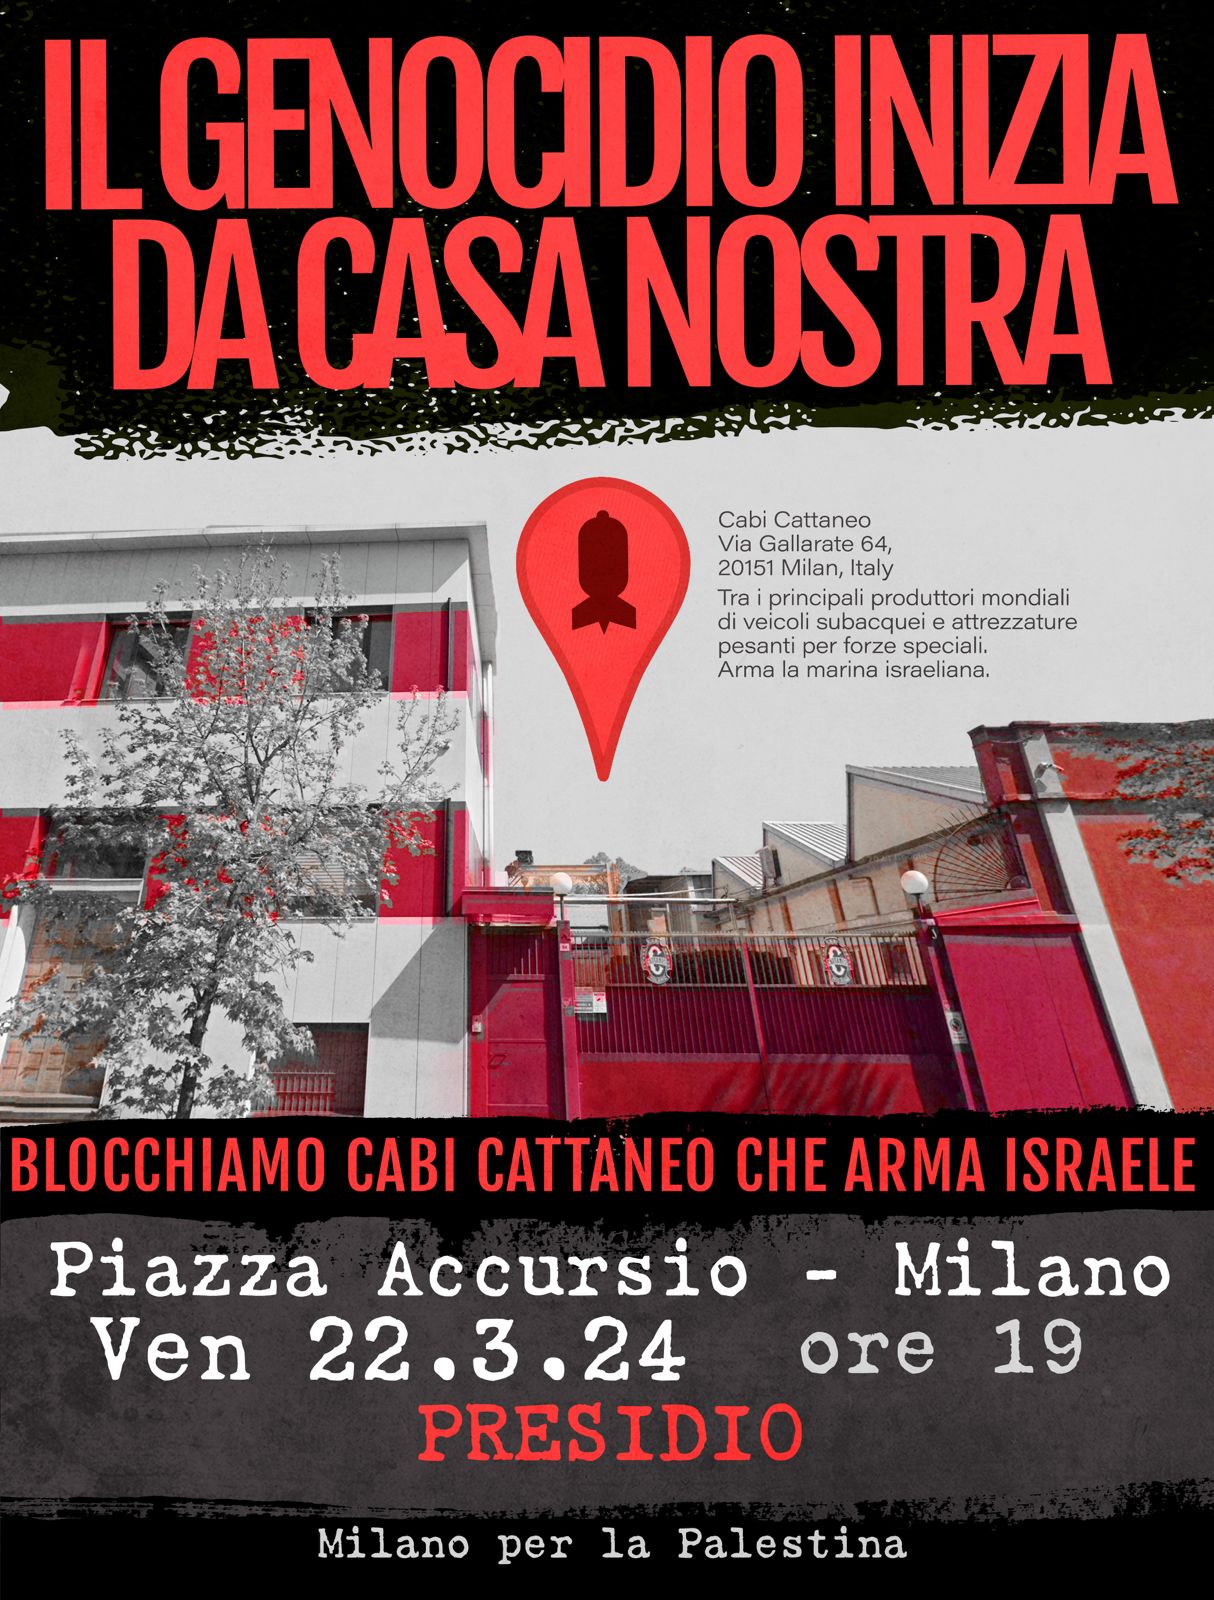 IL GENOCIDIO INIZIA
DA CASA NOSTRA
Cabi Cattaneo
Via Gallarate 64,
20151 Milan, Italy
Tra i principali produttori mondiali
di veicoli subacquei e attrezzature
pesanti per forze speciali.
Arma la marina israeliana.
BLOCCHIAMO CABI CATTANEO CHE ARMA ISRAELE
Piazza Accursio - Milano
Ven 22.3.24 ore 19
PRESIDIO
Milano per la Palestina